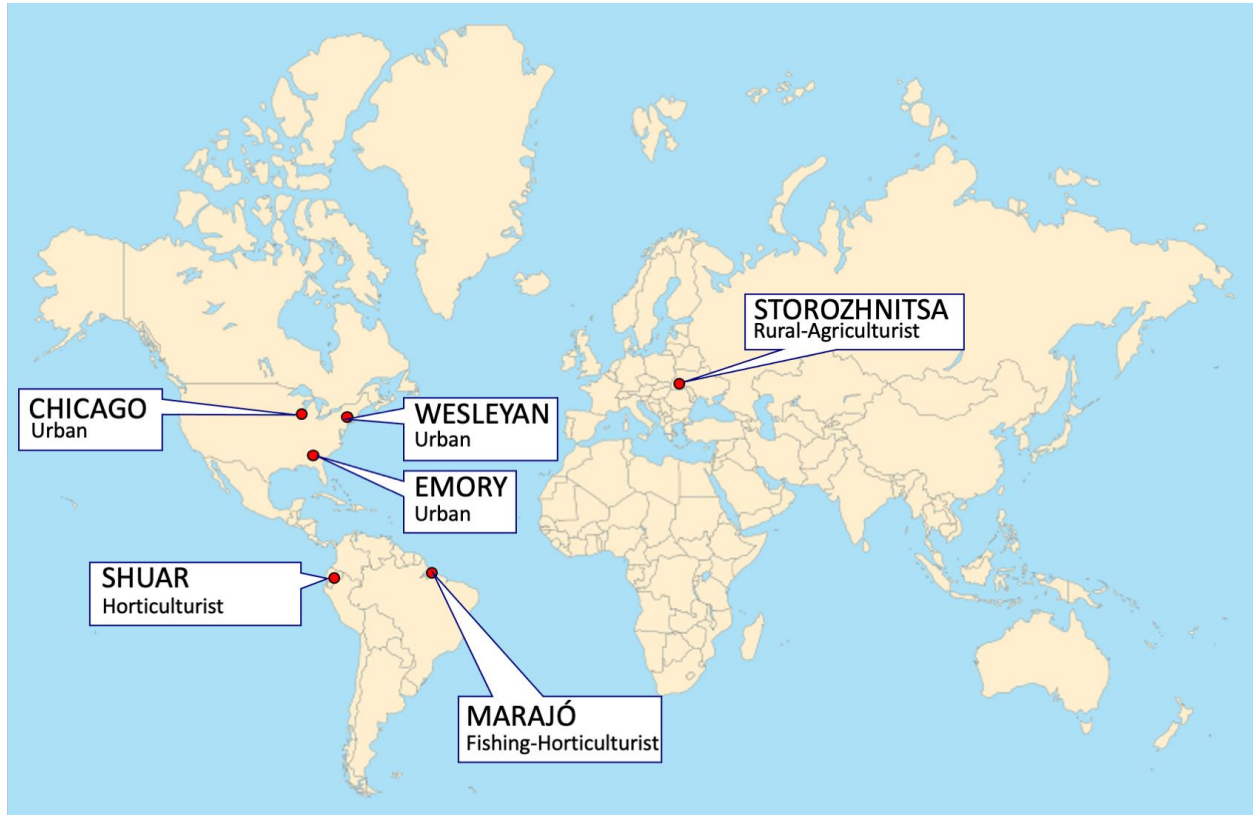 STOROZHNITSA
Rural-Agriculturist
CHICAGO
Urban
WESLEYAN
Urban
EMORY
Urban
SHUAR
Horticulturist
MARAJÓ
Fishing-Horticulturist